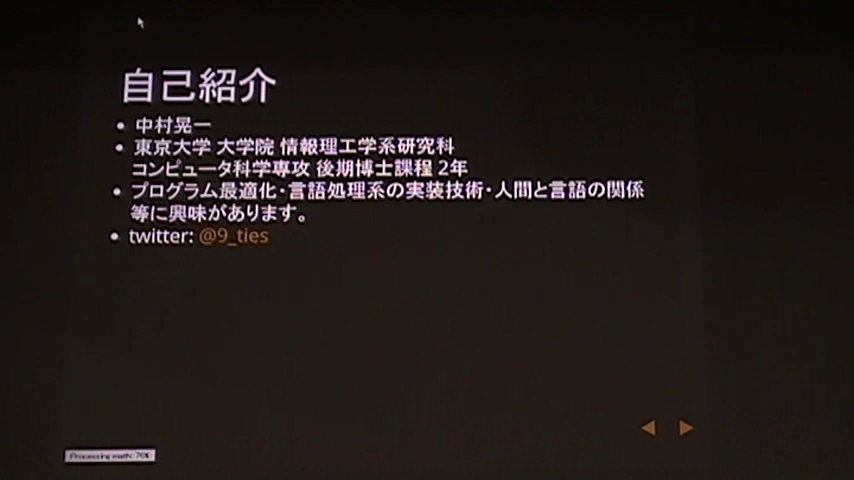 自己紹介
• 中村晃一
• 東京大学 大学院 情報理工学系研究科
コンピュータ科学専攻 後期博士課程 2年
• プログラム最適化・言語処理系の実装技術・人間と言語の関係
等に興味があります。
• twitter: @9_ties
Processing math: 76%